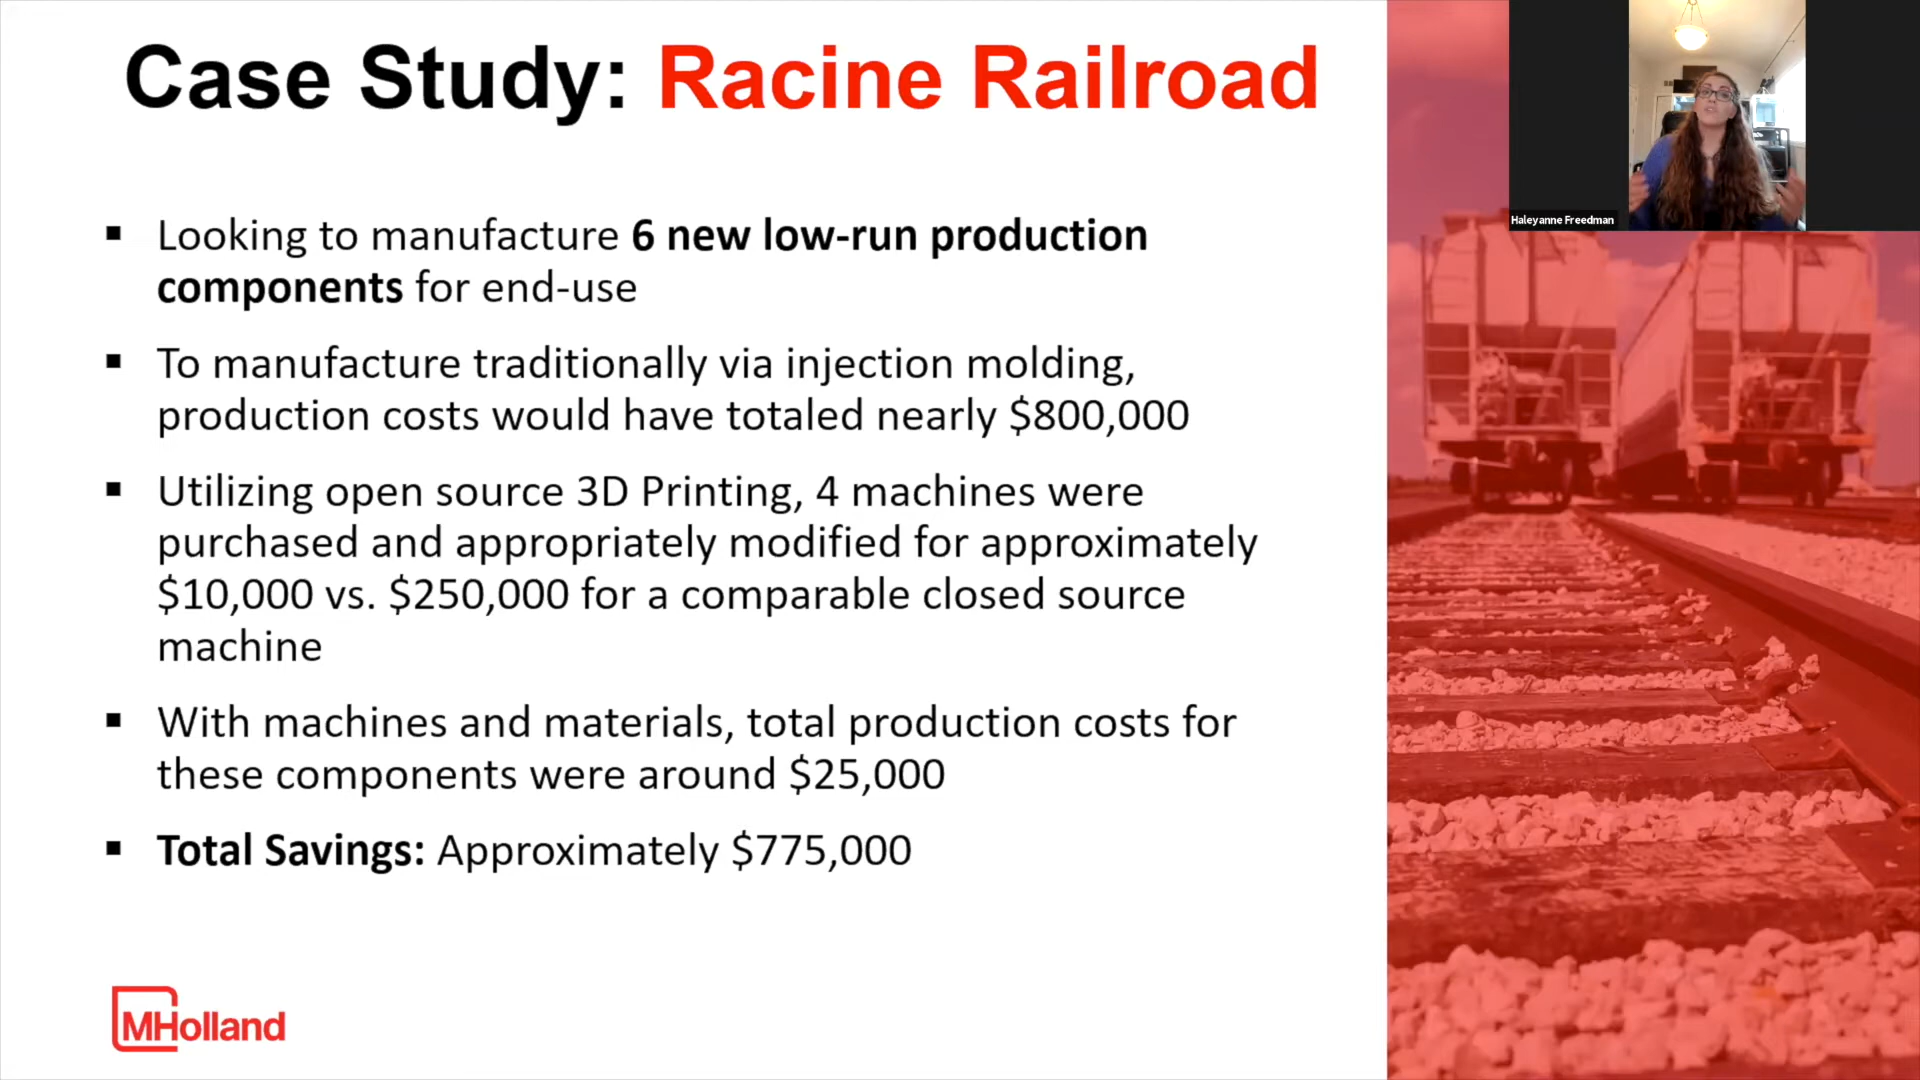 Case Study: Racine Railroad
Haleyanne Freedman
▪ Looking to manufacture 6 new low-run production
components for end-use
▪ To manufacture traditionally via injection molding,
production costs would have totaled nearly $800,000
▪ Utilizing open source 3D Printing, 4 machines were
purchased and appropriately modified for approximately
$10,000 vs. $250,000 for a comparable closed source
machine
▪ With machines and materials, total production costs for
these components were around $25,000
▪ Total Savings: Approximately $775,000
MHolland